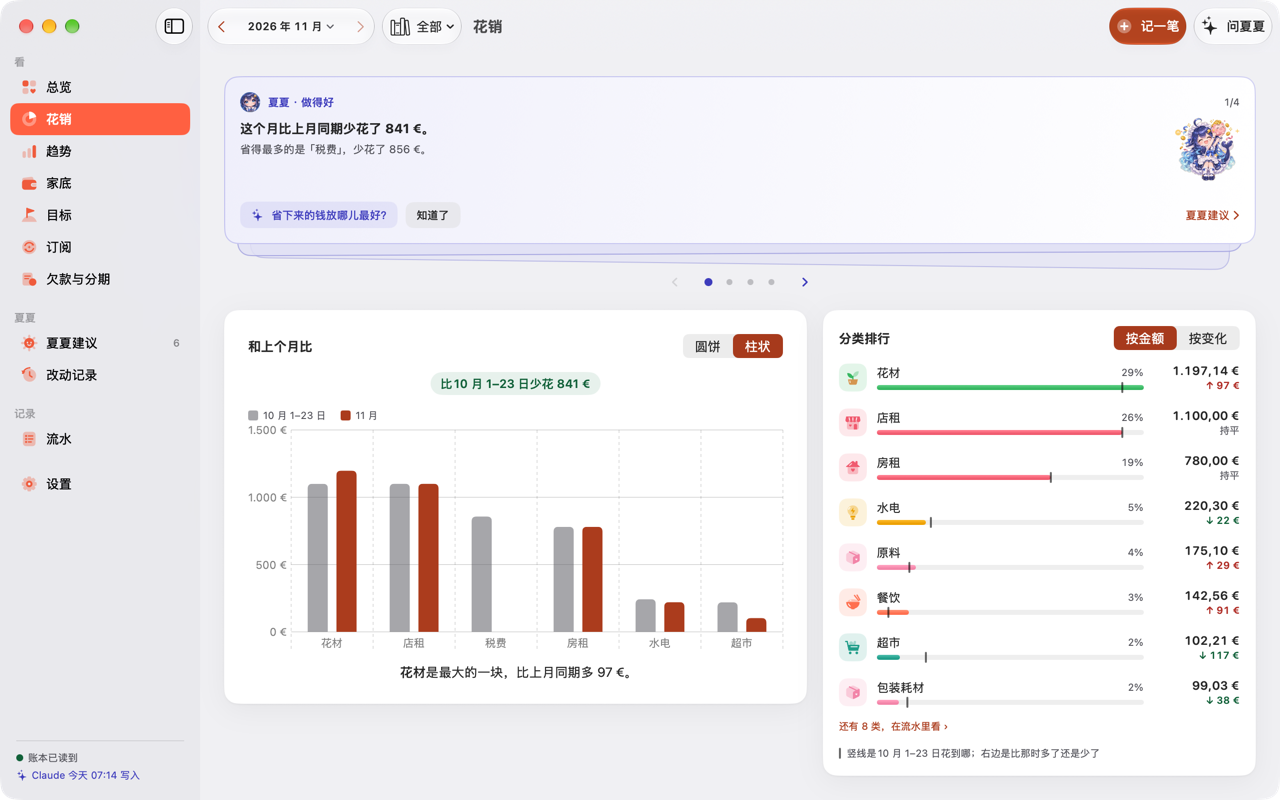 2026 年 11 月
全部
花销
记一笔
问夏夏
看
总览
花销
趋势
家底
目标
订阅
欠款与分期
夏夏
夏夏建议
6
改动记录
记录
流水
设置
账本已读到
Claude 今天 07:14 写入
夏夏 · 做得好
1/4
这个月比上月同期少花了 841 €。
省得最多的是「税费」，少花了 856 €。
省下来的钱放哪儿最好?
知道了
夏夏建议
和上个月比
圆饼
柱状
比10 月 1–23 日少花 841 €
10 月 1–23 日
11 月
1.500 €
1.000 €
500 €
0 €
花材
店租
税费
房租
水电
超市
花材是最大的一块，比上月同期多 97 €。
分类排行
按金额
按变化
花材
29%
1.197,14 €
↑ 97 €
店租
26%
1.100,00 €
持平
房租
19%
780,00 €
持平
水电
5%
220,30 €
↓ 22 €
原料
4%
175,10 €
↑ 29 €
餐饮
3%
142,56 €
↑ 91 €
超市
2%
102,21 €
↓ 117 €
包装耗材
2%
99,03 €
↓ 38 €
还有 8 类，在流水里看 ›
竖线是10 月 1–23 日花到哪；右边是比那时多了还是少了